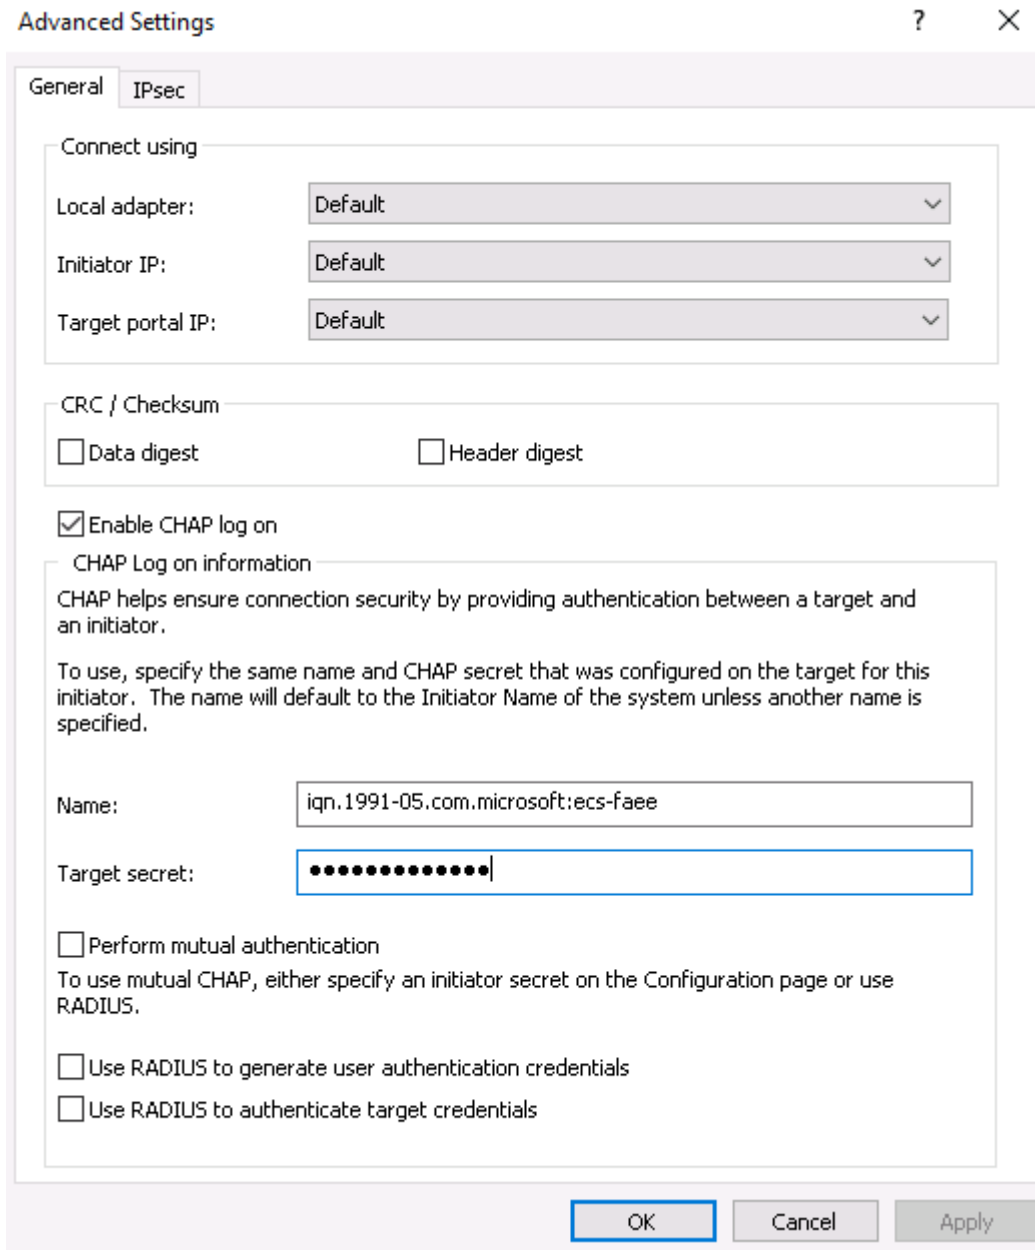 Advanced Settings ? ×
General IPsec
Connect using
Local adapter: Default
Initiator IP: Default
Target portal IP: Default
CRC / Checksum
Data digest Header digest
Enable CHAP log on
CHAP Log on information
CHAP helps ensure connection security by providing authentication between a target and
an initiator.
To use, specify the same name and CHAP secret that was configured on the target for this
initiator. The name will default to the Initiator Name of the system unless another name is
specified.
Name: iqn.1991-05.com.microsoft:ecs-faee
Target secret: ●●●●●●●●●●●●●
Perform mutual authentication
To use mutual CHAP, either specify an initiator secret on the Configuration page or use
RADIUS.
Use RADIUS to generate user authentication credentials
Use RADIUS to authenticate target credentials
OK Cancel Apply